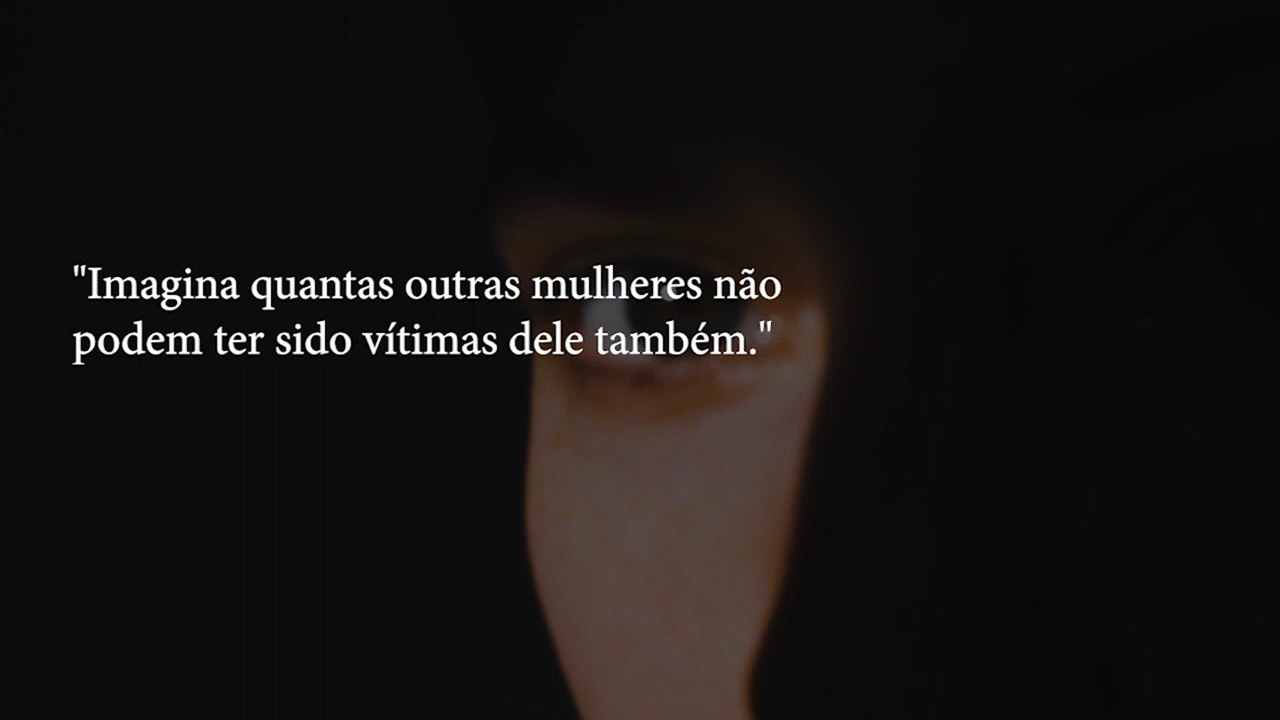 "Imagina quantas outras mulheres não
podem ter sido vítimas dele também."